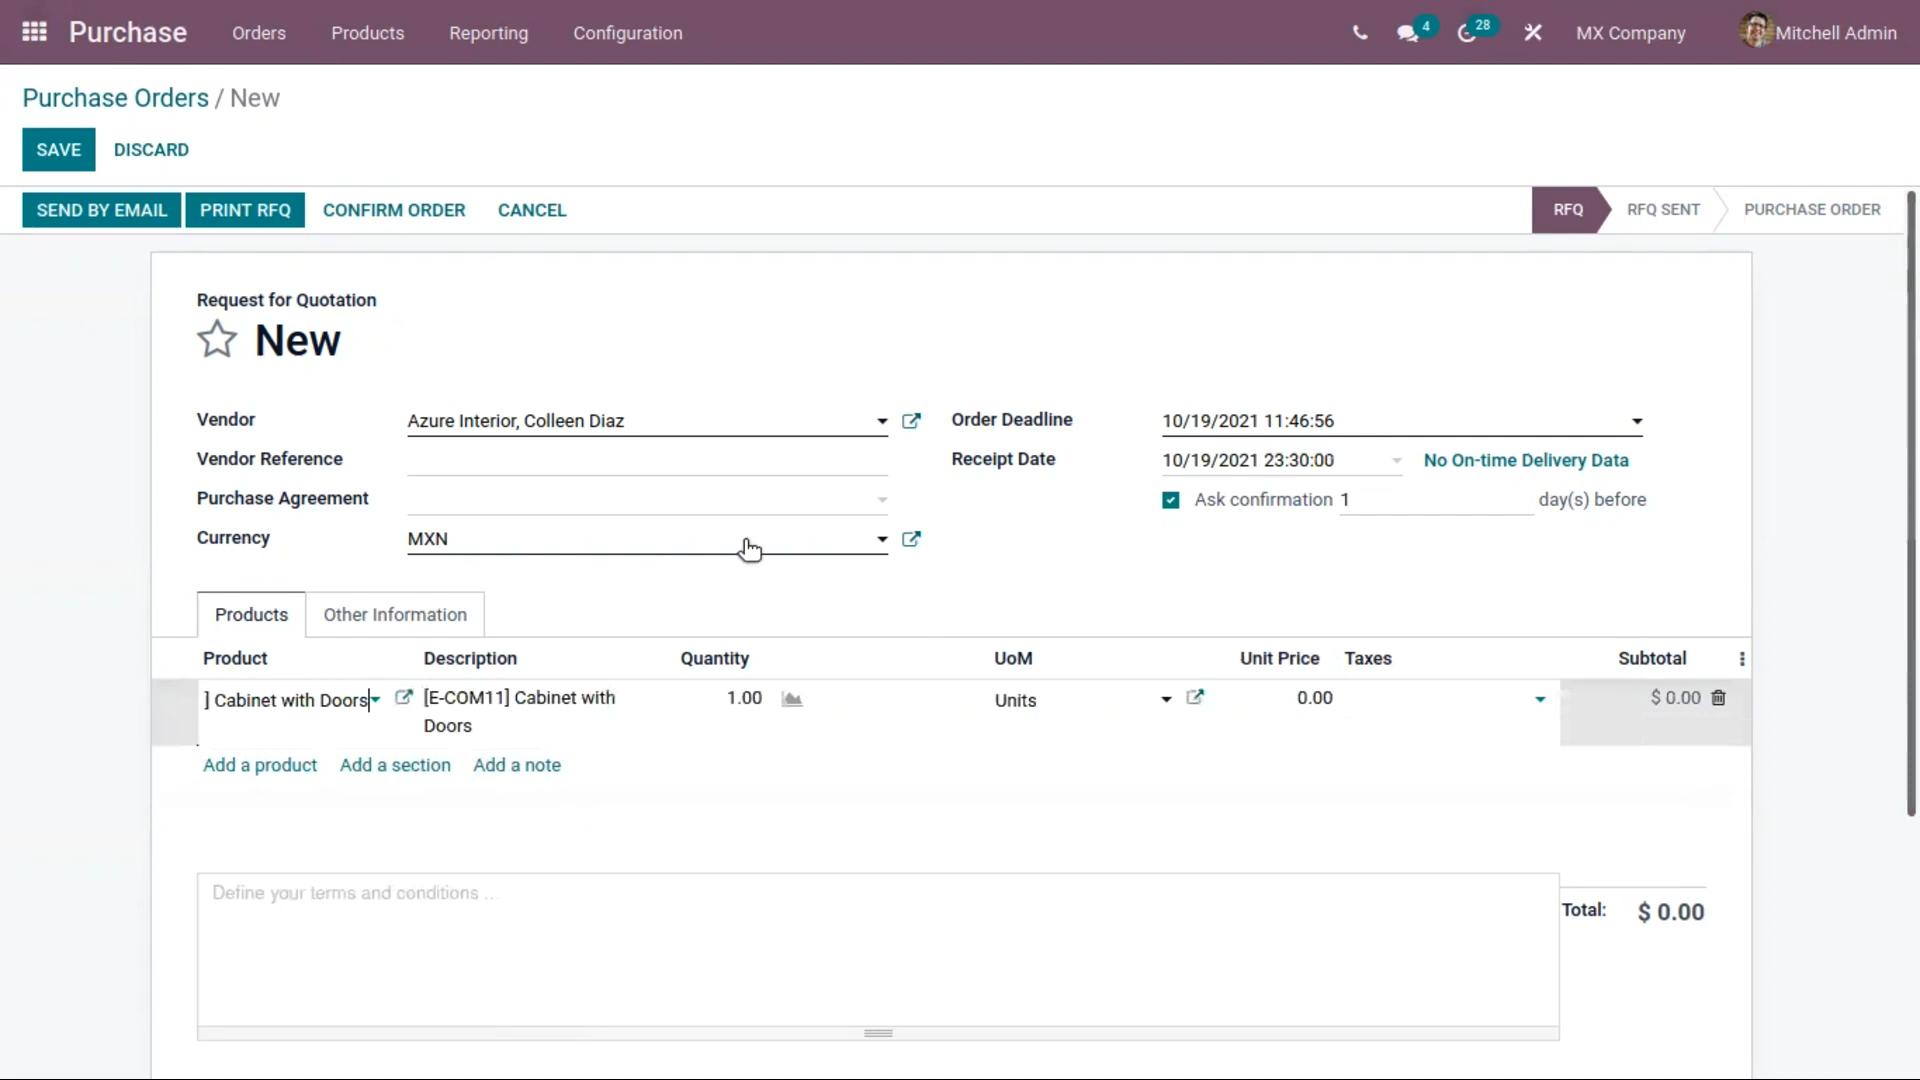 Purchase Orders Products Reporting Configuration 4 28 MX Company Mitchell Admin
Purchase Orders / New
SAVE DISCARD
SEND BY EMAIL PRINT RFQ CONFIRM ORDER CANCEL RFQ RFQ SENT PURCHASE ORDER
Request for Quotation
New
Vendor Azure Interior, Colleen Diaz Order Deadline 10/19/2021 11:46:56
Vendor Reference Receipt Date 10/19/2021 23:30:00 No On-time Delivery Data
Purchase Agreement Ask confirmation 1 day(s) before
Currency MXN
Products Other Information
Product Description Quantity UoM Unit Price Taxes Subtotal
] Cabinet with Doors [E-COM11] Cabinet with 1.00 Units 0.00 $ 0.00
Doors
Add a product Add a section Add a note
Define your terms and conditions ...
Total: $ 0.00